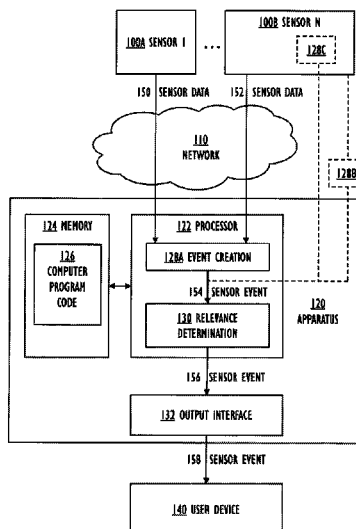 100A SENSOR 1
...
100B SENSOR N
128C
150 SENSOR DATA
152 SENSOR DATA
110
NETWORK
128B
124 MEMORY
126
COMPUTER
PROGRAM
CODE
122 PROCESSOR
128A EVENT CREATION
154 SENSOR EVENT
120
APPARATUS
130 RELEVANCE
DETERMINATION
156 SENSOR EVENT
132 OUTPUT INTERFACE
158 SENSOR EVENT
140 USER DEVICE